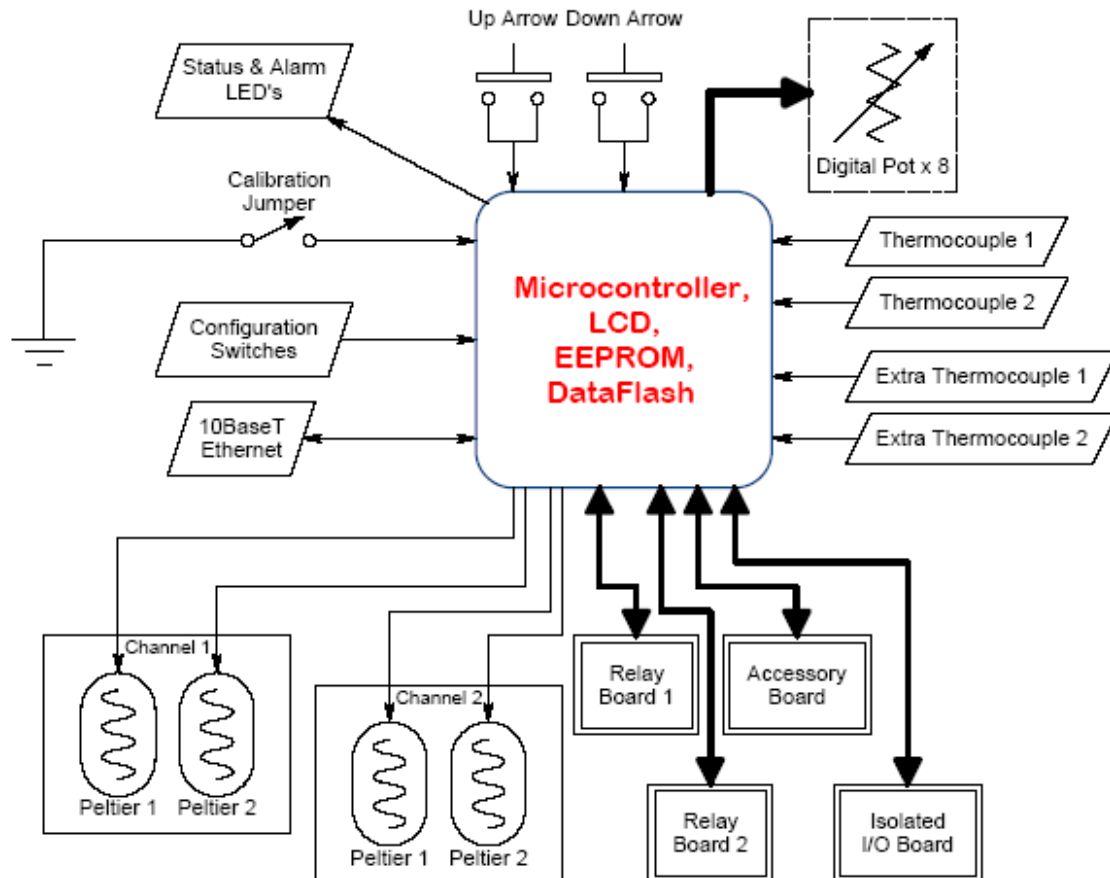 Up Arrow Down Arrow
Status & Alarm
LED's
Digital Pot x 8
Calibration
Jumper
Thermocouple 1
Microcontroller,
LCD,
EEPROM,
DataFlash
Thermocouple 2
Configuration
Switches
Extra Thermocouple 1
10BaseT
Ethernet
Extra Thermocouple 2
Channel 1
Peltier 1
Peltier 2
Channel 2
Peltier 1
Peltier 2
Relay
Board 1
Accessory
Board
Relay
Board 2
Isolated
I/O Board